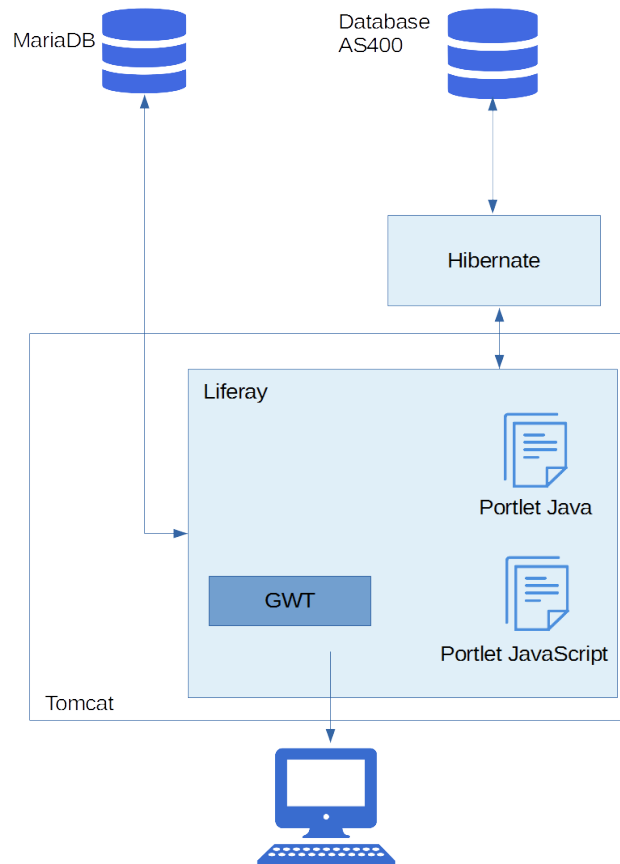 MariaDB
Database
AS400
Hibernate
Liferay
Portlet Java
GWT
Portlet JavaScript
Tomcat